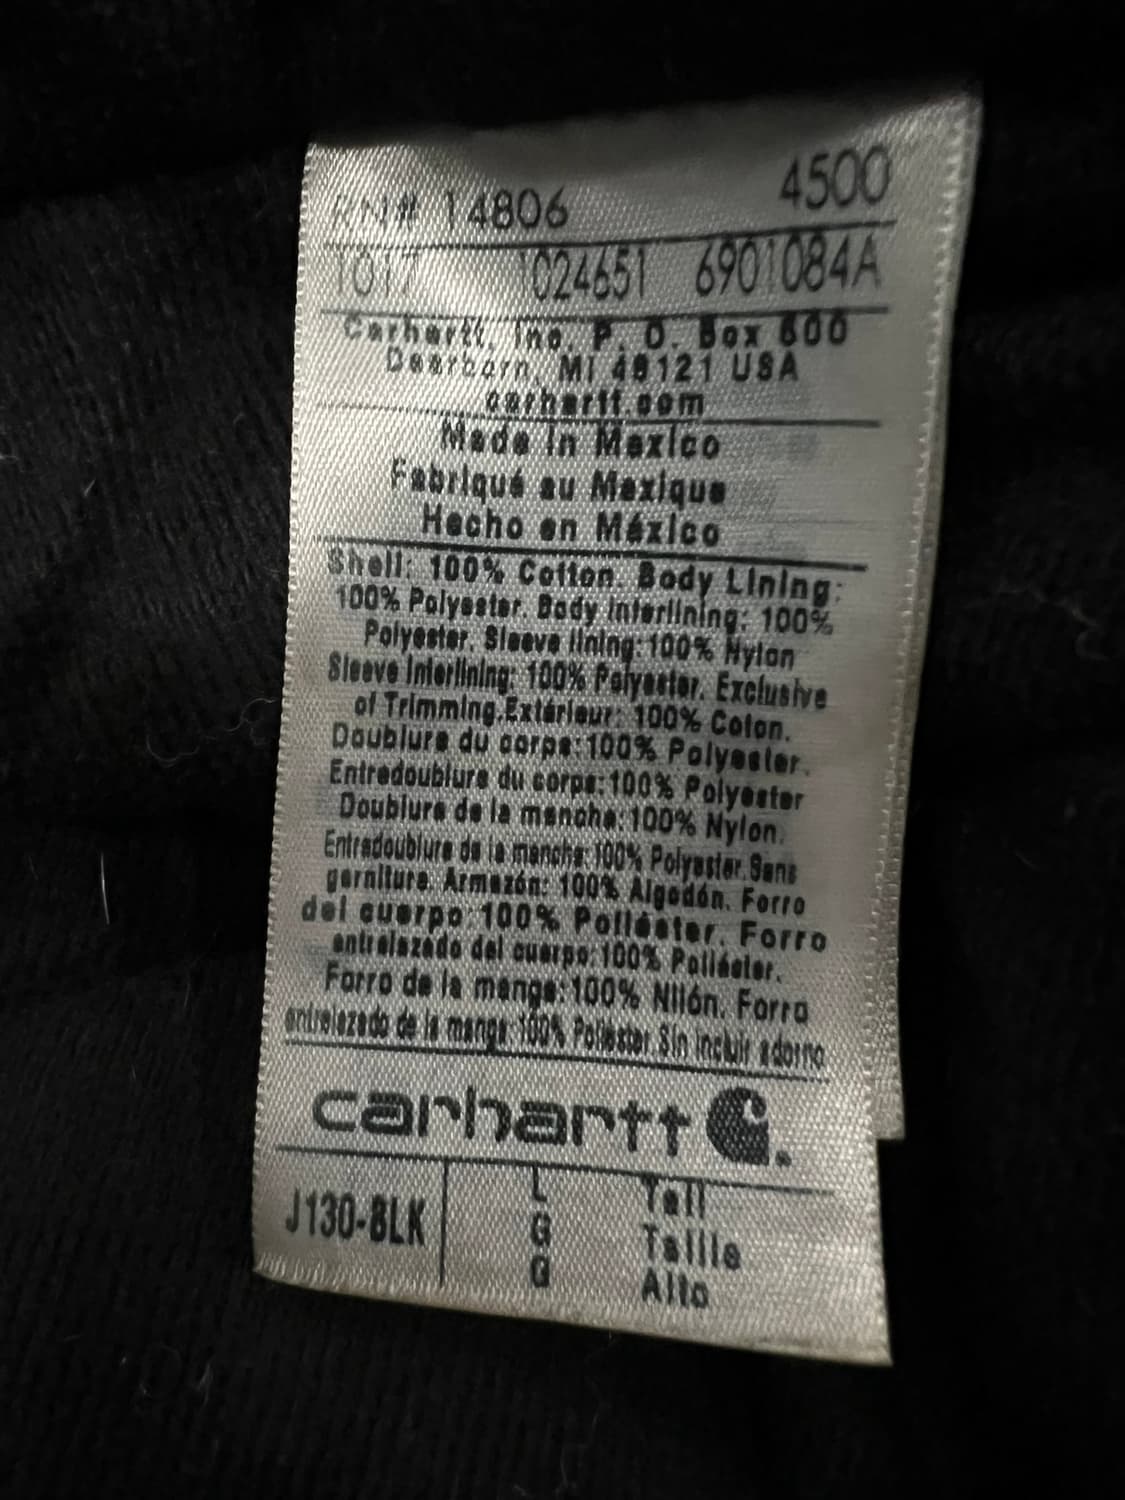 RN# 14806 4500
1017 1024651 6901084A
Carhartt, Inc. P. O. Box 600
Dearborn, MI 48121 USA
carhartt.com
Made in Mexico
Fabriqué au Mexique
Hecho en México
Shell: 100% Cotton. Body Lining:
100% Polyester. Body interlining: 100%
Polyester. Sleeve lining:100% Nylon
Sleeve Interlining: 100% Polyester. Exclusive
of Trimming.Extérieur: 100% Coton.
Doublure du corps:100% Polyester.
Entredoublure du corps:100% Polyester
Doublure de la manche:100% Nylon.
Entredoublure de la manche:100% Polyester.Sans
garniture. Armazón: 100% Algodón. Forro
del cuerpo:100% Poliéster. Forro
entrelazado del cuerpo:100% Poliéster.
Forro de la manga:100% Nilón. Forro
entrelazado de la manga:100% Poliéster.Sin incluir adorno
carhartt
J130-BLK L Tall
G Taille
G Alto